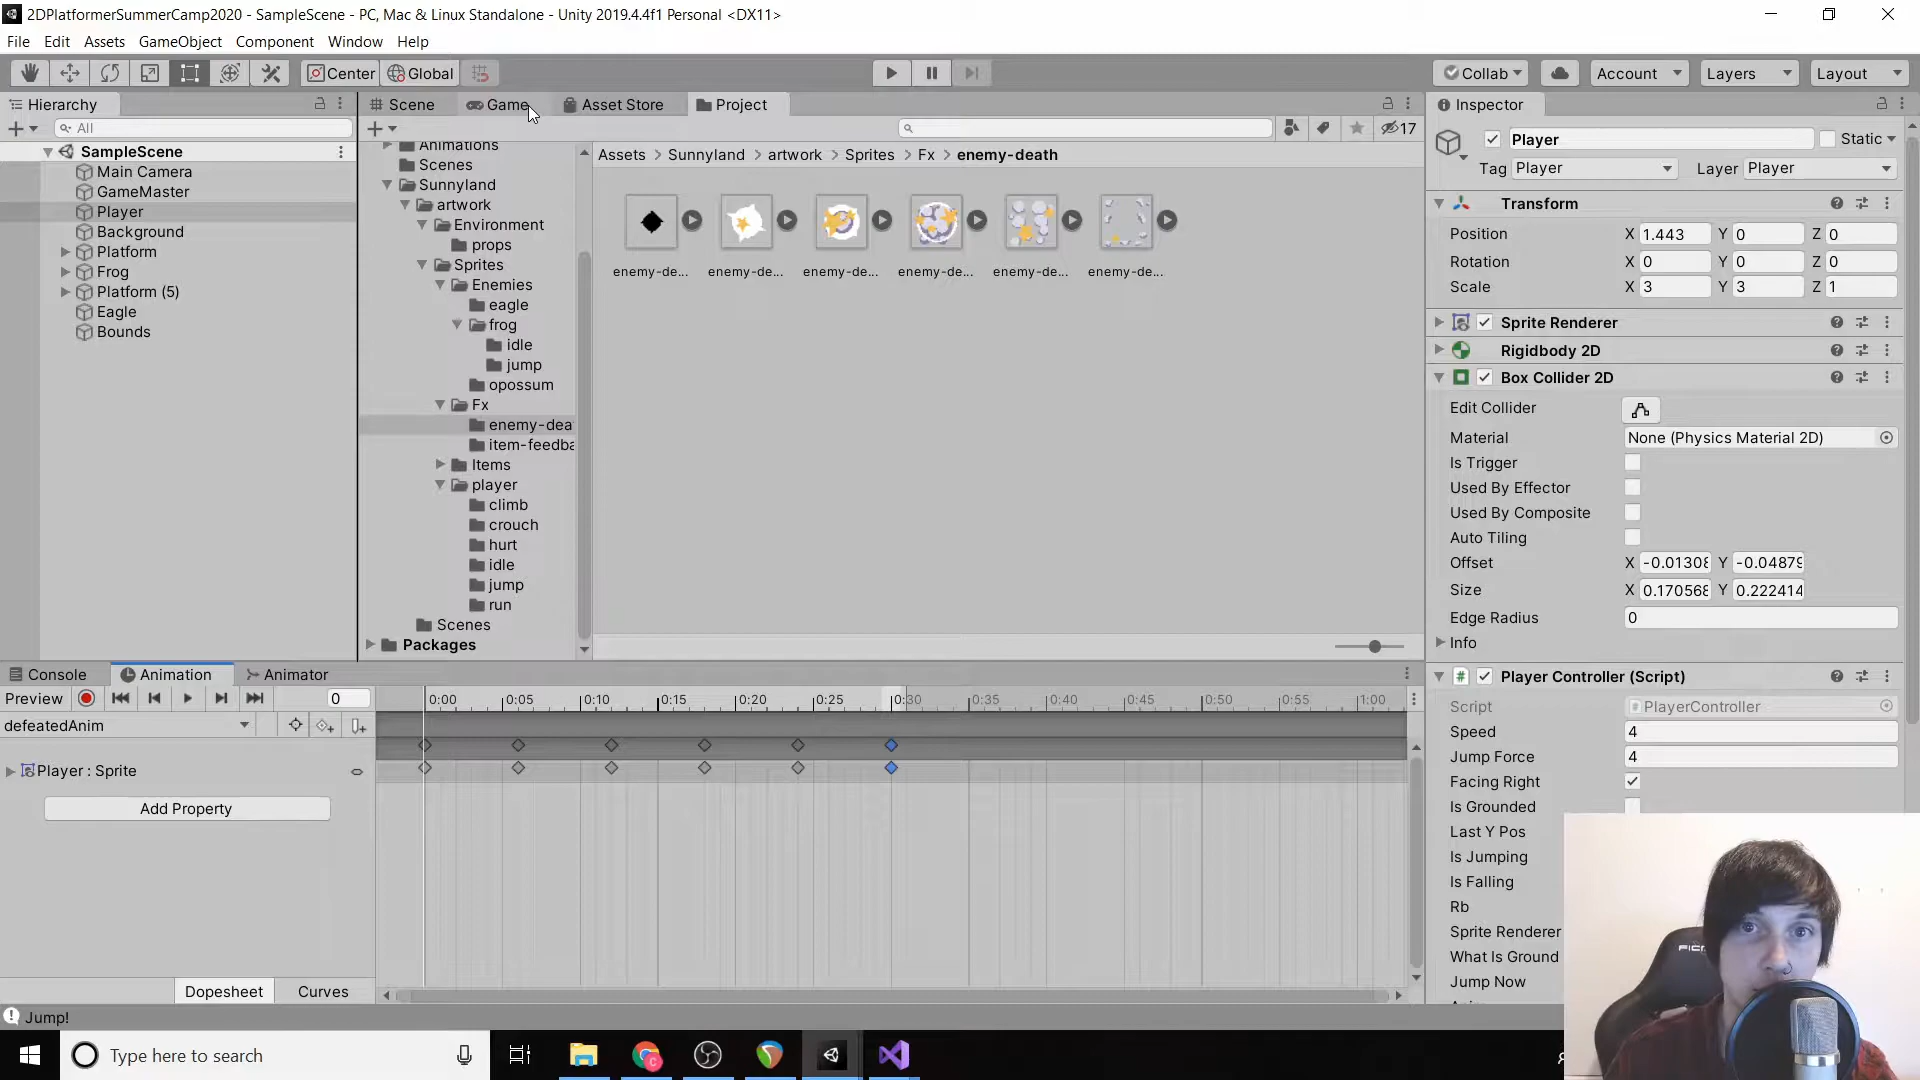 2DPlatformerSummerCamp2020 - SampleScene - PC, Mac & Linux Standalone - Unity 2019.4.4f1 Personal <DX11>
File Edit Assets GameObject Component Window Help
Center Global Collab Account Layers Layout
Hierarchy
All
SampleScene
Main Camera
GameMaster
Player
Background
Platform
Frog
Platform (5)
Eagle
Bounds
Scene Game Asset Store Project
17
Animations
Scenes
Sunnyland
artwork
Environment
props
Sprites
Enemies
eagle
frog
idle
jump
opossum
Fx
enemy-dea
item-feedba
Items
player
climb
crouch
hurt
idle
jump
run
Scenes
Packages
Assets > Sunnyland > artwork > Sprites > Fx > enemy-death
enemy-de... enemy-de... enemy-de... enemy-de... enemy-de... enemy-de...
Inspector
Player Static
Tag Player Layer Player
Transform
Position X 1.443 Y 0 Z 0
Rotation X 0 Y 0 Z 0
Scale X 3 Y 3 Z 1
Sprite Renderer
Rigidbody 2D
Box Collider 2D
Edit Collider
Material None (Physics Material 2D)
Is Trigger
Used By Effector
Used By Composite
Auto Tiling
Offset X -0.01308 Y -0.04879
Size X 0.170568 Y 0.222414
Edge Radius 0
Info
Player Controller (Script)
Script PlayerController
Speed 4
Jump Force 4
Facing Right
Is Grounded
Last Y Pos
Is Jumping
Is Falling
Rb
Sprite Renderer
What Is Ground
Jump Now
Console Animation Animator
Preview 0
0:00 0:05 0:10 0:15 0:20 0:25 0:30 0:35 0:40 0:45 0:50 0:55 1:00
defeatedAnim
Player : Sprite
Add Property
Dopesheet Curves
Jump!
Type here to search